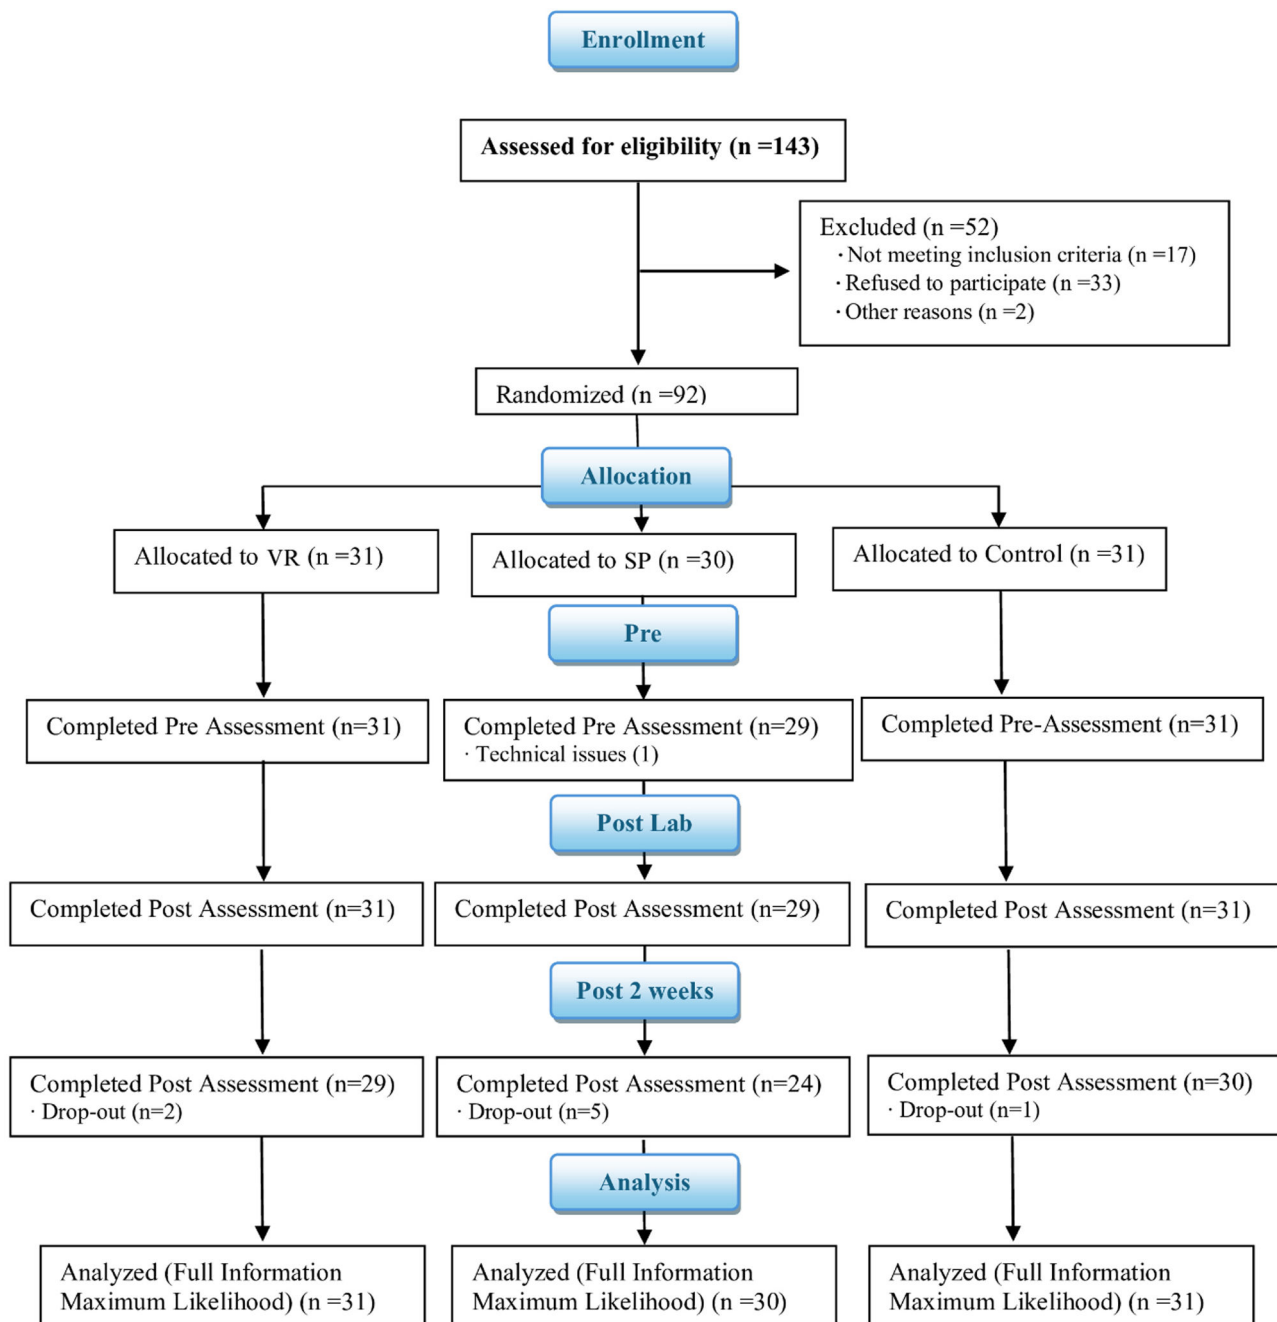 Enrollment
Assessed for eligibility (n =143)
Excluded (n =52)
· Not meeting inclusion criteria (n =17)
· Refused to participate (n =33)
· Other reasons (n =2)
Randomized (n =92)
Allocation
Allocated to VR (n =31)
Allocated to SP (n =30)
Allocated to Control (n =31)
Pre
Completed Pre Assessment (n=31)
Completed Pre Assessment (n=29)
· Technical issues (1)
Completed Pre-Assessment (n=31)
Post Lab
Completed Post Assessment (n=31)
Completed Post Assessment (n=29)
Completed Post Assessment (n=31)
Post 2 weeks
Completed Post Assessment (n=29)
· Drop-out (n=2)
Completed Post Assessment (n=24)
· Drop-out (n=5)
Completed Post Assessment (n=30)
· Drop-out (n=1)
Analysis
Analyzed (Full Information
Maximum Likelihood) (n =31)
Analyzed (Full Information
Maximum Likelihood) (n =30)
Analyzed (Full Information
Maximum Likelihood) (n =31)